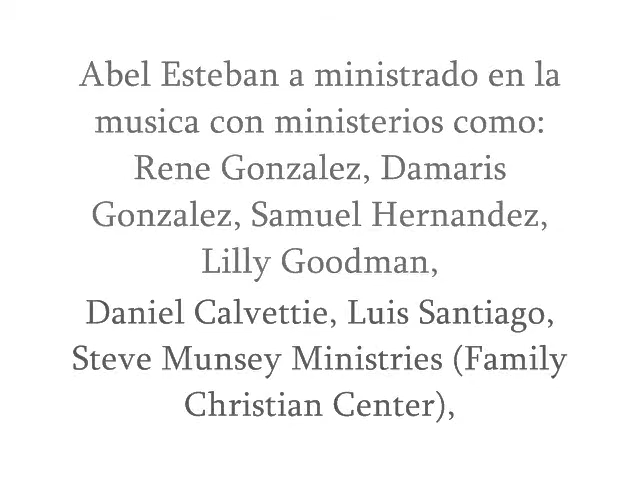 Abel Esteban a ministrado en la
musica con ministerios como:
Rene Gonzalez, Damaris
Gonzalez, Samuel Hernandez,
Lilly Goodman,
Daniel Calvettie, Luis Santiago,
Steve Munsey Ministries (Family
Christian Center),